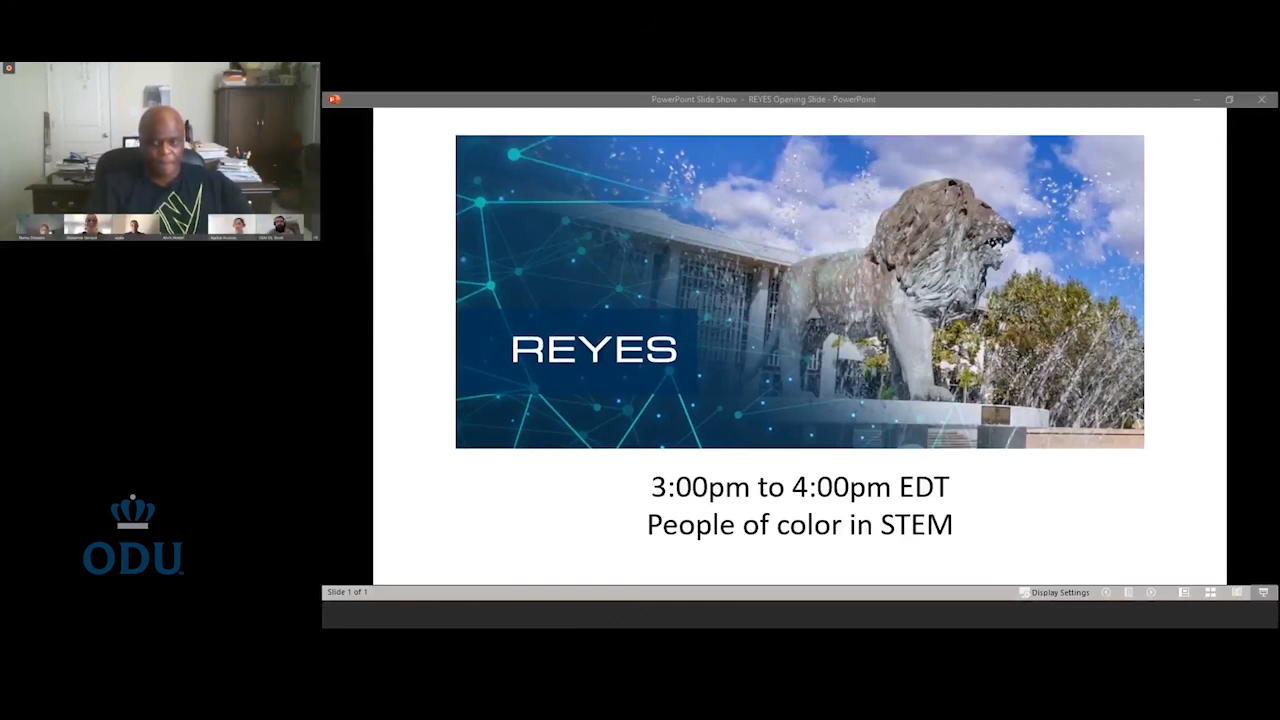 PowerPoint Slide Show - REYES Opening Slide - PowerPoint
REYES
3:00pm to 4:00pm EDT
People of color in STEM
ODU
Slide 1 of 1
Display Settings